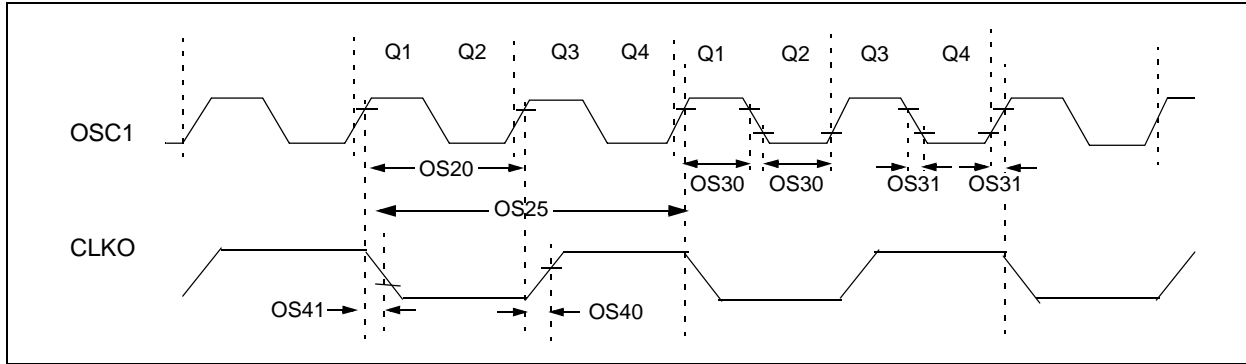 Q1 Q2 Q3 Q4 Q1 Q2 Q3 Q4
OSC1
OS20
OS30 OS30 OS31 OS31
OS25
CLKO
OS41 OS40